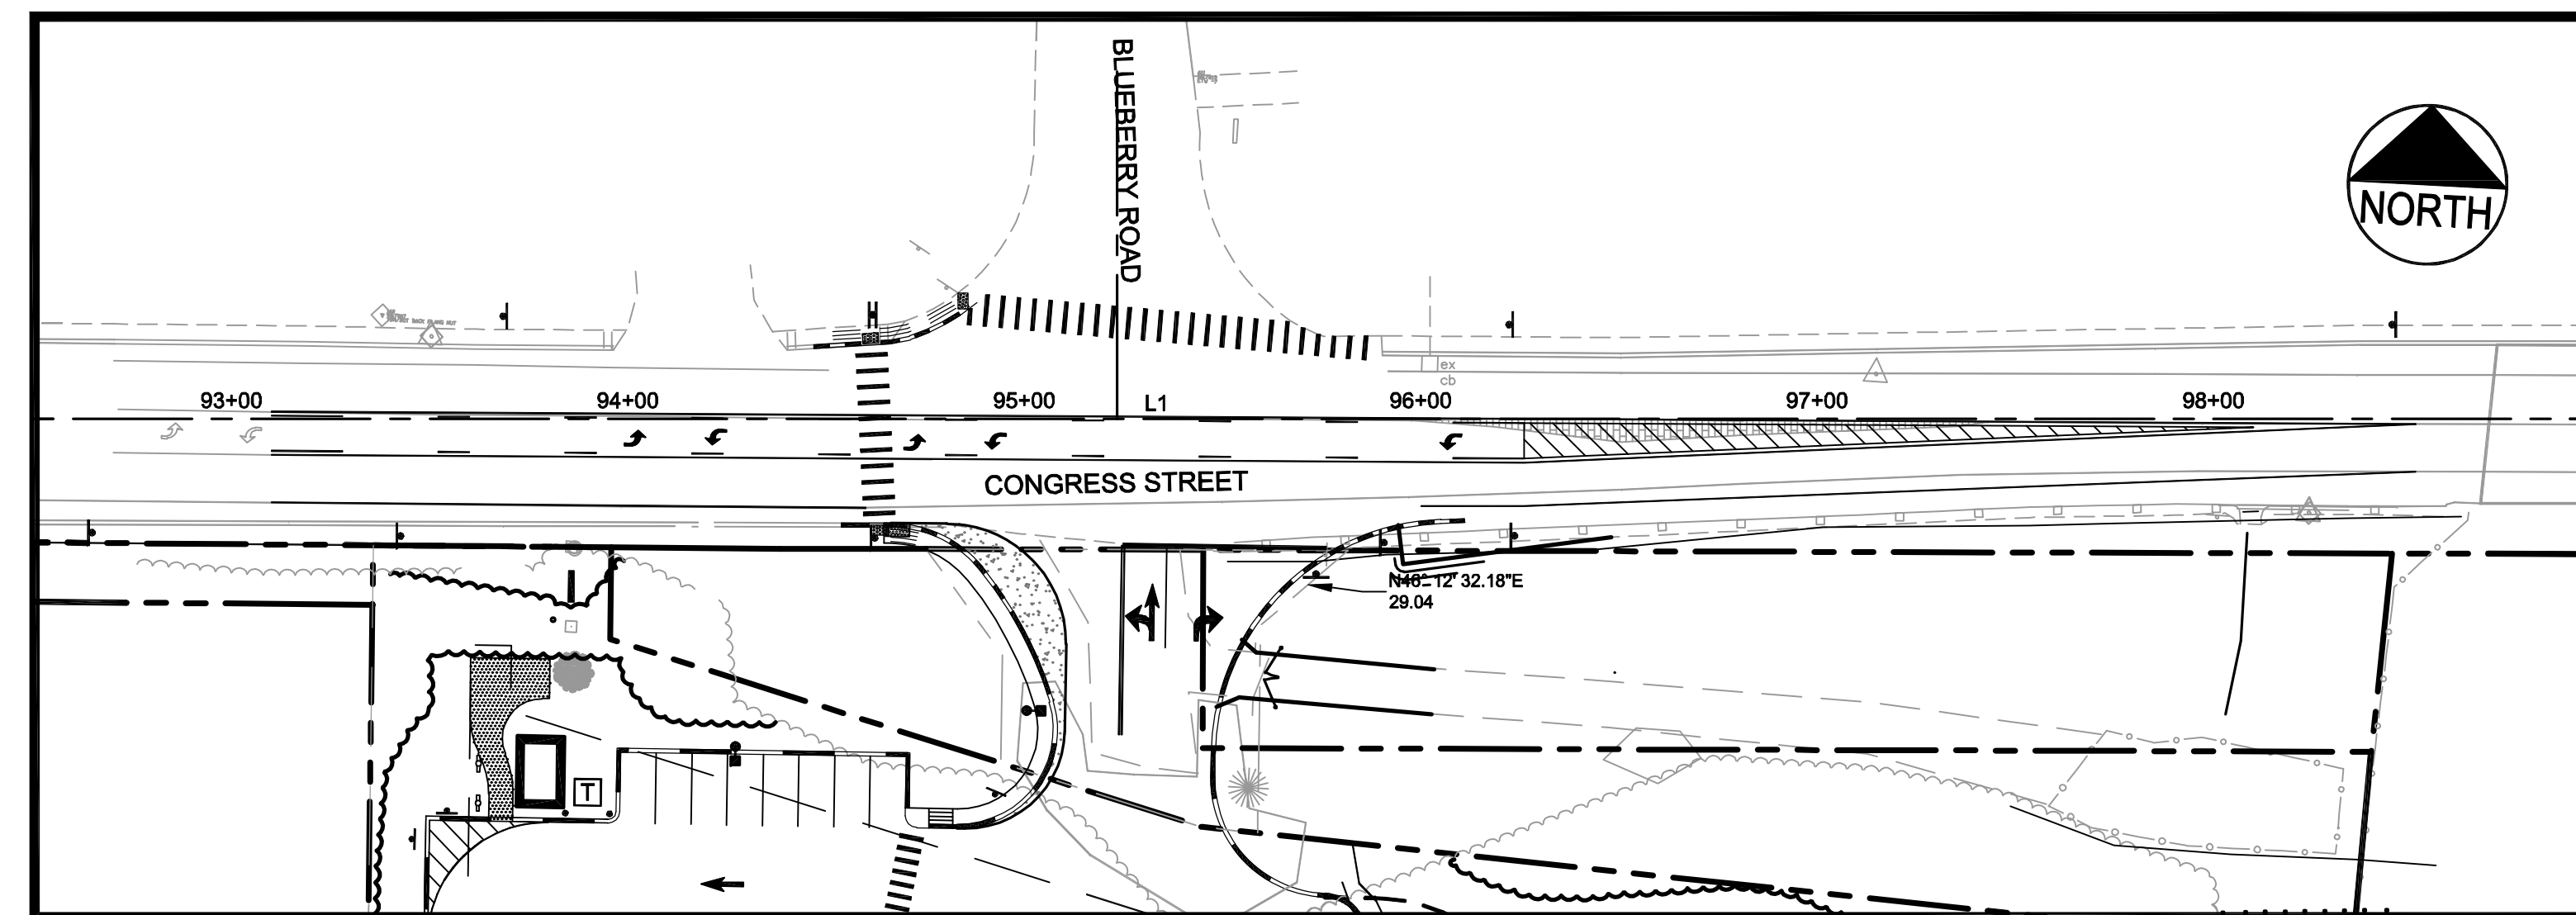 BLUEBERRY ROAD
NORTH
ex
cb
93+00
94+00
95+00
L1
96+00
97+00
98+00
CONGRESS STREET
N46° 12' 32.18"E
29.04
T